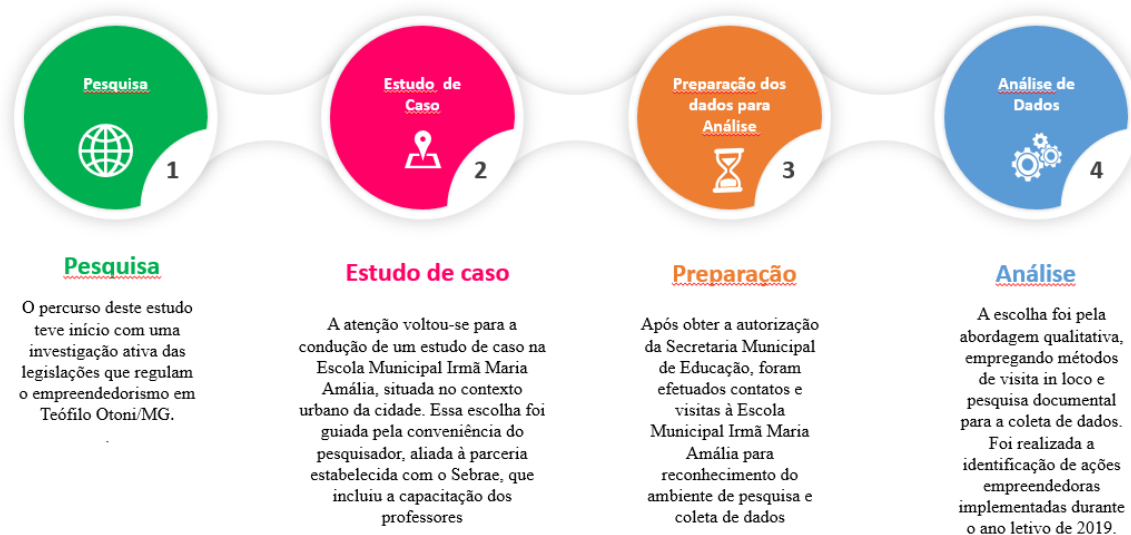 Pesquisa
1
Estudo de
Caso
2
Preparação dos
dados para
Análise
3
Análise de
Dados
4
Pesquisa
O percurso deste estudo
teve início com uma
investigação ativa das
legislações que regulam
o empreendedorismo em
Teófilo Otoni/MG.
.
Estudo de caso
A atenção voltou-se para a
condução de um estudo de caso na
Escola Municipal Irmã Maria
Amália, situada no contexto
urbano da cidade. Essa escolha foi
guiada pela conveniência do
pesquisador, aliada à parceria
estabelecida com o Sebrae, que
incluiu a capacitação dos
professores
Preparação
Após obter a autorização
da Secretaria Municipal
de Educação, foram
efetuados contatos e
visitas à Escola
Municipal Irmã Maria
Amália para
reconhecimento do
ambiente de pesquisa e
coleta de dados
Análise
A escolha foi pela
abordagem qualitativa,
empregando métodos
de visita in loco e
pesquisa documental
para a coleta de dados.
Foi realizada a
identificação de ações
empreendedoras
implementadas durante
o ano letivo de 2019.